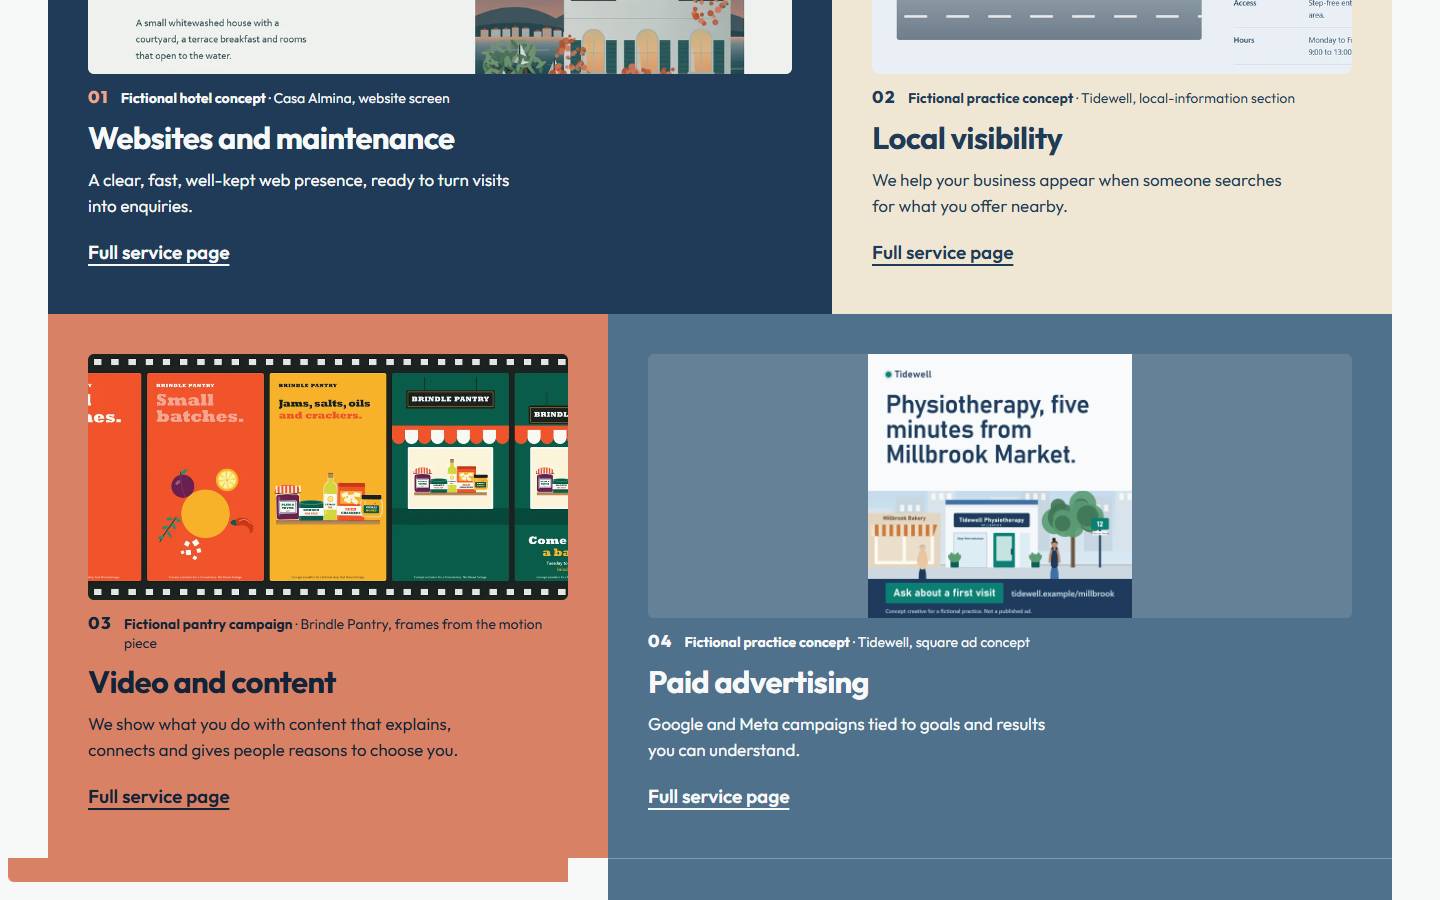 A small whitewashed house with a
courtyard, a terrace breakfast and rooms
that open to the water.
Access
Step-free ent
area.
Hours
Monday to F
9:00 to 13:00
01 Fictional hotel concept · Casa Almina, website screen
Websites and maintenance
A clear, fast, well-kept web presence, ready to turn visits
into enquiries.
Full service page
02 Fictional practice concept · Tidewell, local-information section
Local visibility
We help your business appear when someone searches
for what you offer nearby.
Full service page
BRINDLE PANTRY
Small
batches.
BRINDLE PANTRY
Jams, salts, oils
and crackers.
BRINDLE PANTRY
BRINDL
Come
a ba
03 Fictional pantry campaign · Brindle Pantry, frames from the motion
piece
Video and content
We show what you do with content that explains,
connects and gives people reasons to choose you.
Full service page
Tidewell
Physiotherapy, five
minutes from
Millbrook Market.
Millbrook Bakery
Tidewell Physiotherapy
12
Ask about a first visit
tidewell.example/millbrook
Concept creative for a fictional practice. Not a published ad.
04 Fictional practice concept · Tidewell, square ad concept
Paid advertising
Google and Meta campaigns tied to goals and results
you can understand.
Full service page